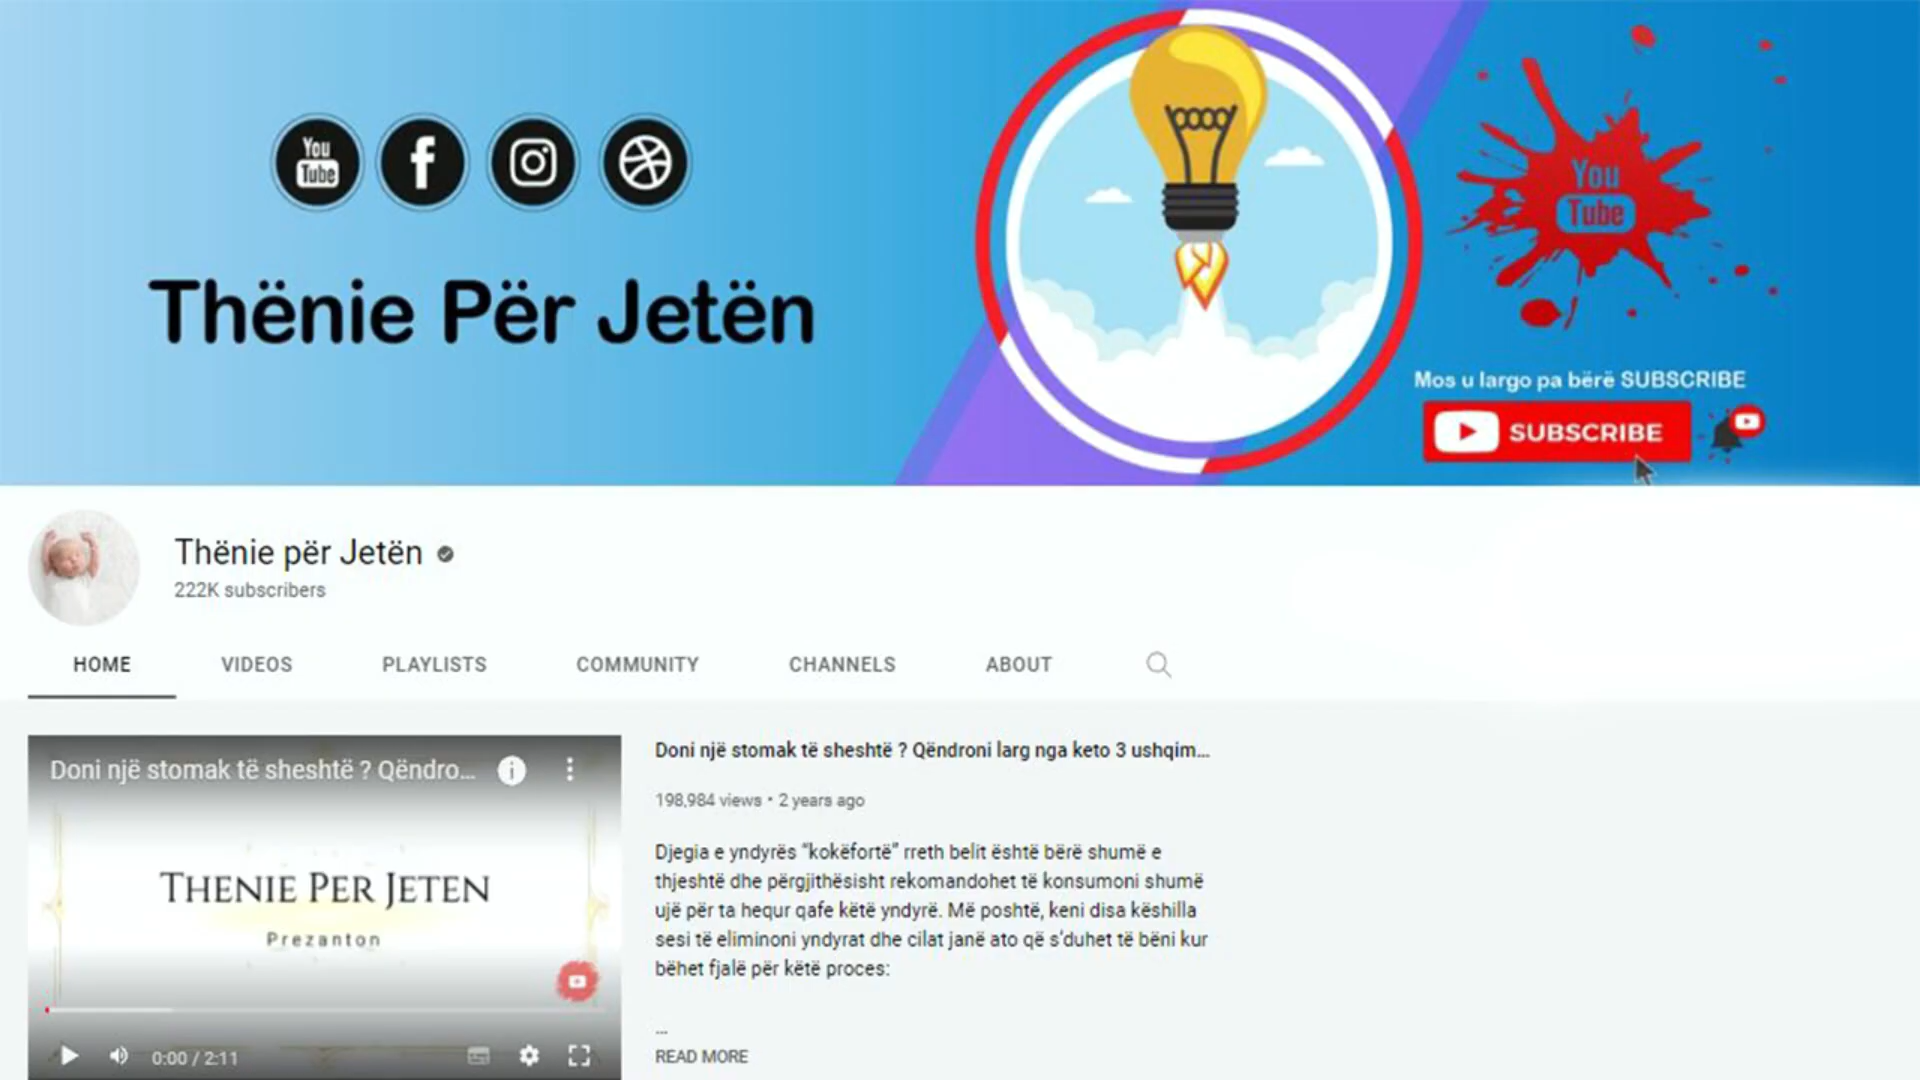 You
Tube
Thënie Për Jetën
You
Tube
Mos u largo pa bërë SUBSCRIBE
SUBSCRIBE
Thënie për Jetën
222K subscribers
HOME VIDEOS PLAYLISTS COMMUNITY CHANNELS ABOUT
Doni një stomak të sheshtë ? Qëndro...
THENIE PER JETEN
Prezanton
0:00 / 2:11
Doni një stomak të sheshtë ? Qëndroni larg nga keto 3 ushqim...
198,984 views • 2 years ago
Djegia e yndyrës “kokëfortë” rreth belit është bërë shumë e
thjeshtë dhe përgjithësisht rekomandohet të konsumoni shumë
ujë për ta hequr qafe këtë yndyrë. Më poshtë, keni disa këshilla
sesi të eliminoni yndyrat dhe cilat janë ato që s’duhet të bëni kur
bëhet fjalë për këtë proces:
...
READ MORE